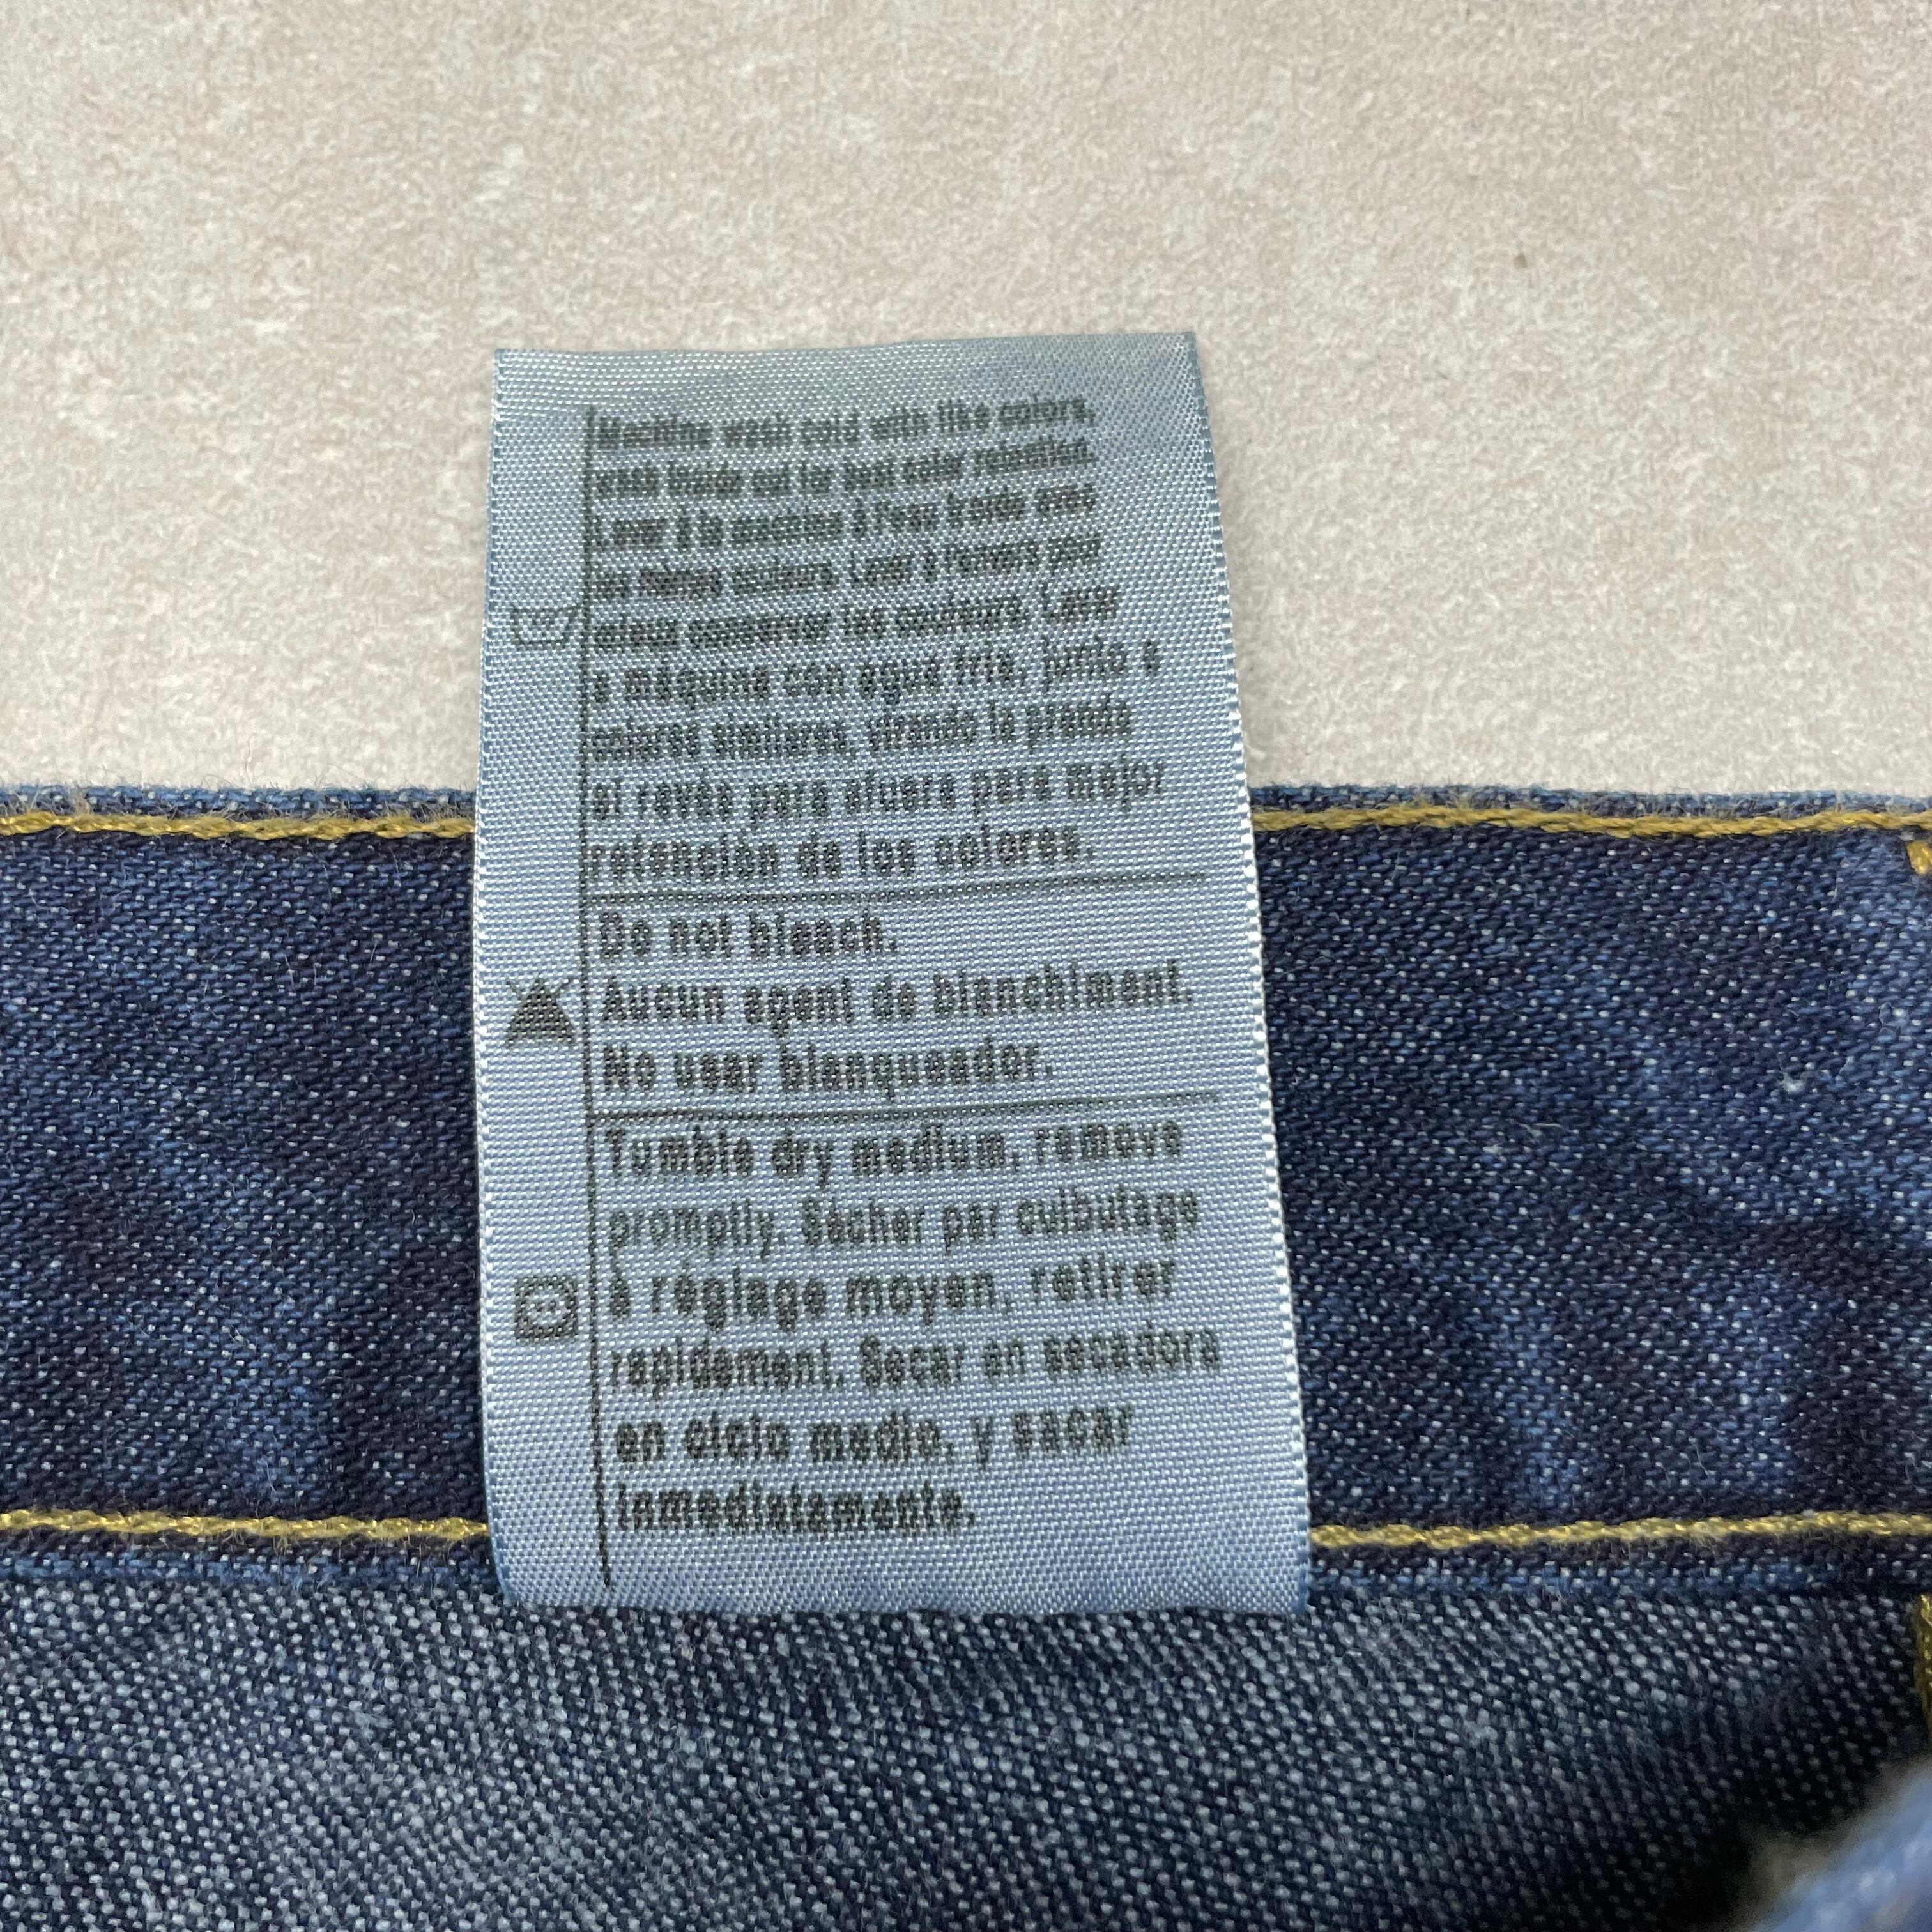 Machine wash cold with like colors,
wash inside out for best color retention.
Laver à la machine à l'eau froide avec
les mêmes couleurs. Laver à l'envers pour
mieux conserver les couleurs. Lave
a máquina con agua fría, junto a
colores similares, virando la prenda
al revés para afuera para mejor
retención de los colores.
Do not bleach.
Aucun agent de blanchiment
No usar blanqueador.
Tumble dry medium, remove
promptly. Sécher par culbutage
à réglage moyen, retirer
rapidement. Secar en secadora
en ciclo medio, y sacar
inmediatamente.